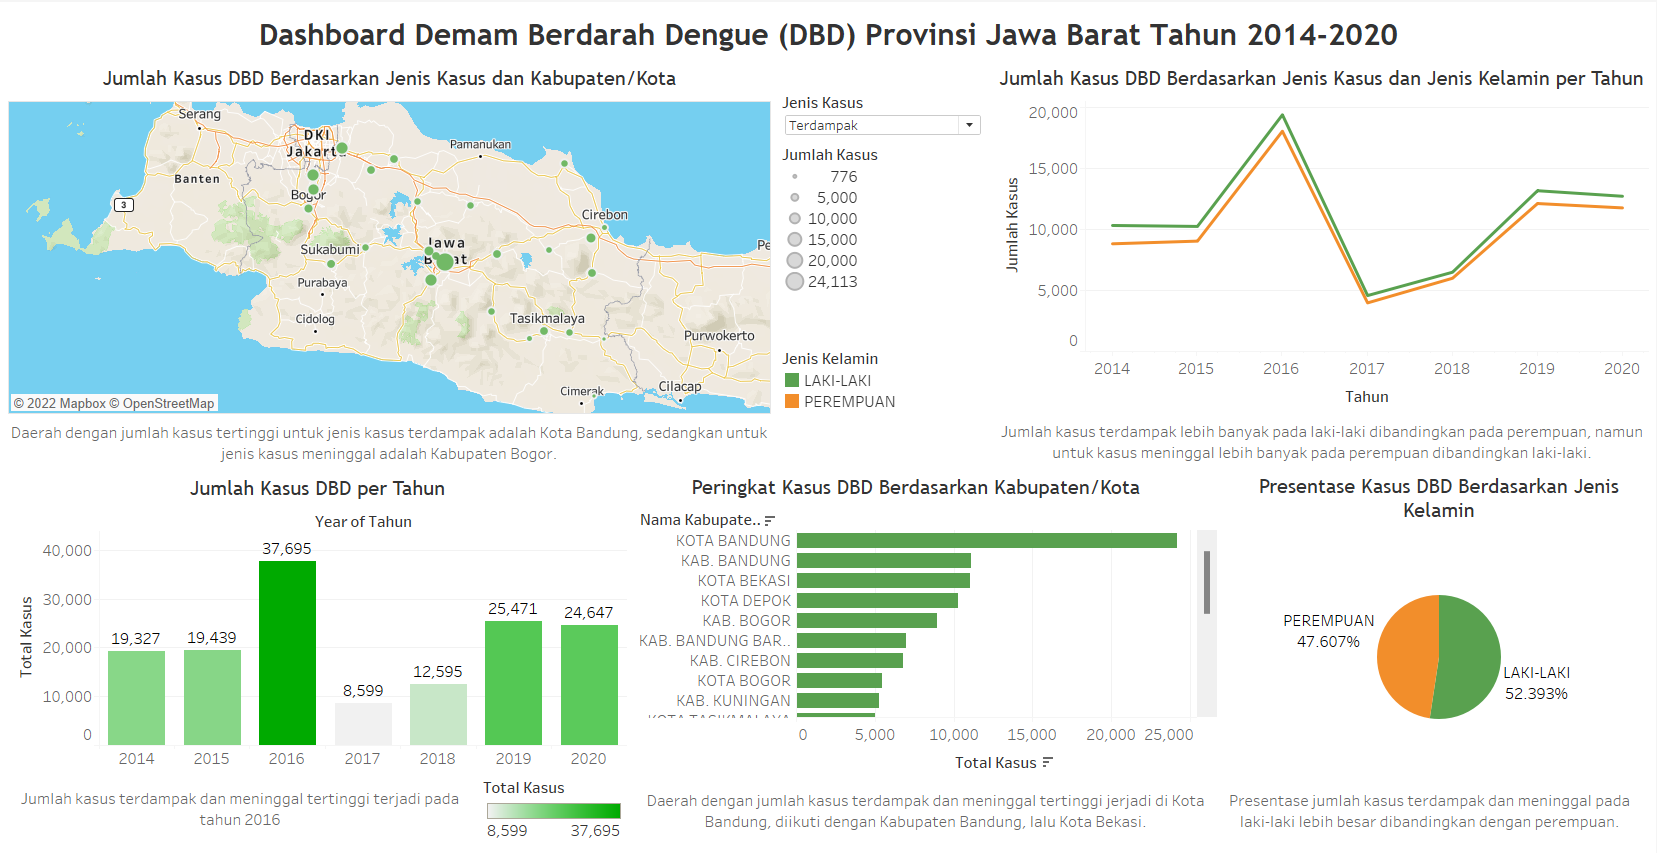 Dashboard Demam Berdarah Dengue (DBD) Provinsi Jawa Barat Tahun 2014-2020
Jumlah Kasus DBD Berdasarkan Jenis Kasus dan Kabupaten/Kota
Serang
DKI
Jakarta
Pamanukan
Banten
Bogor
3
Cirebon
Sukabumi
Jawa
Barat
Pe
Purabaya
Cidolog
Tasikmalaya
Purwokerto
Cimerak
Cilacap
© 2022 Mapbox © OpenStreetMap
Jenis Kasus
Terdampak
Jumlah Kasus
776
5,000
10,000
15,000
20,000
24,113
Jenis Kelamin
LAKI-LAKI
PEREMPUAN
Daerah dengan jumlah kasus tertinggi untuk jenis kasus terdampak adalah Kota Bandung, sedangkan untuk
jenis kasus meninggal adalah Kabupaten Bogor.
Jumlah Kasus DBD Berdasarkan Jenis Kasus dan Jenis Kelamin per Tahun
20,000
15,000
10,000
5,000
0
Jumlah Kasus
2014 2015 2016 2017 2018 2019 2020
Tahun
Jumlah kasus terdampak lebih banyak pada laki-laki dibandingkan pada perempuan, namun
untuk kasus meninggal lebih banyak pada perempuan dibandingkan laki-laki.
Jumlah Kasus DBD per Tahun
Year of Tahun
40,000
30,000
20,000
10,000
0
Total Kasus
19,327
19,439
37,695
8,599
12,595
25,471
24,647
2014 2015 2016 2017 2018 2019 2020
Total Kasus
8,599 37,695
Jumlah kasus terdampak dan meninggal tertinggi terjadi pada
tahun 2016
Peringkat Kasus DBD Berdasarkan Kabupaten/Kota
Nama Kabupate..
KOTA BANDUNG
KAB. BANDUNG
KOTA BEKASI
KOTA DEPOK
KAB. BOGOR
KAB. BANDUNG BAR..
KAB. CIREBON
KOTA BOGOR
KAB. KUNINGAN
KOTA TASIKMALAYA
0 5,000 10,000 15,000 20,000 25,000
Total Kasus
Daerah dengan jumlah kasus terdampak dan meninggal tertinggi jerjadi di Kota
Bandung, diikuti dengan Kabupaten Bandung, lalu Kota Bekasi.
Presentase Kasus DBD Berdasarkan Jenis
Kelamin
PEREMPUAN
47.607%
LAKI-LAKI
52.393%
Presentase jumlah kasus terdampak dan meninggal pada
laki-laki lebih besar dibandingkan dengan perempuan.